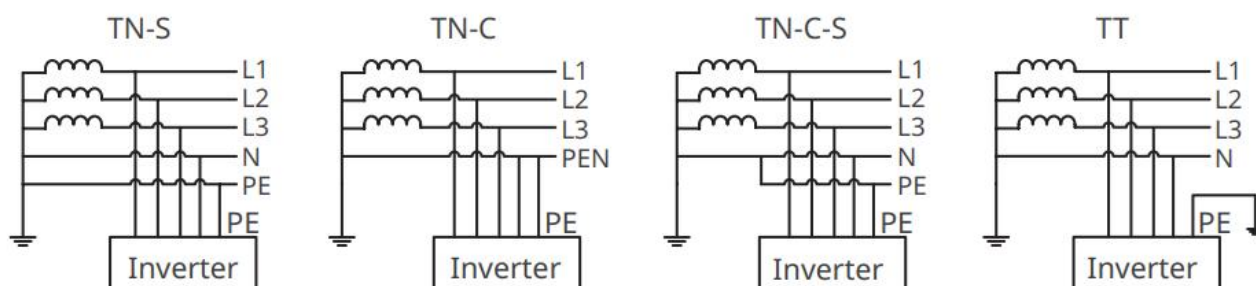 TN-S TN-C TN-C-S TT
L1 L1 L1 L1
L2 L2 L2 L2
L3 L3 L3 L3
N PEN N N
PE PE
PE PE PE PE
Inverter Inverter Inverter Inverter